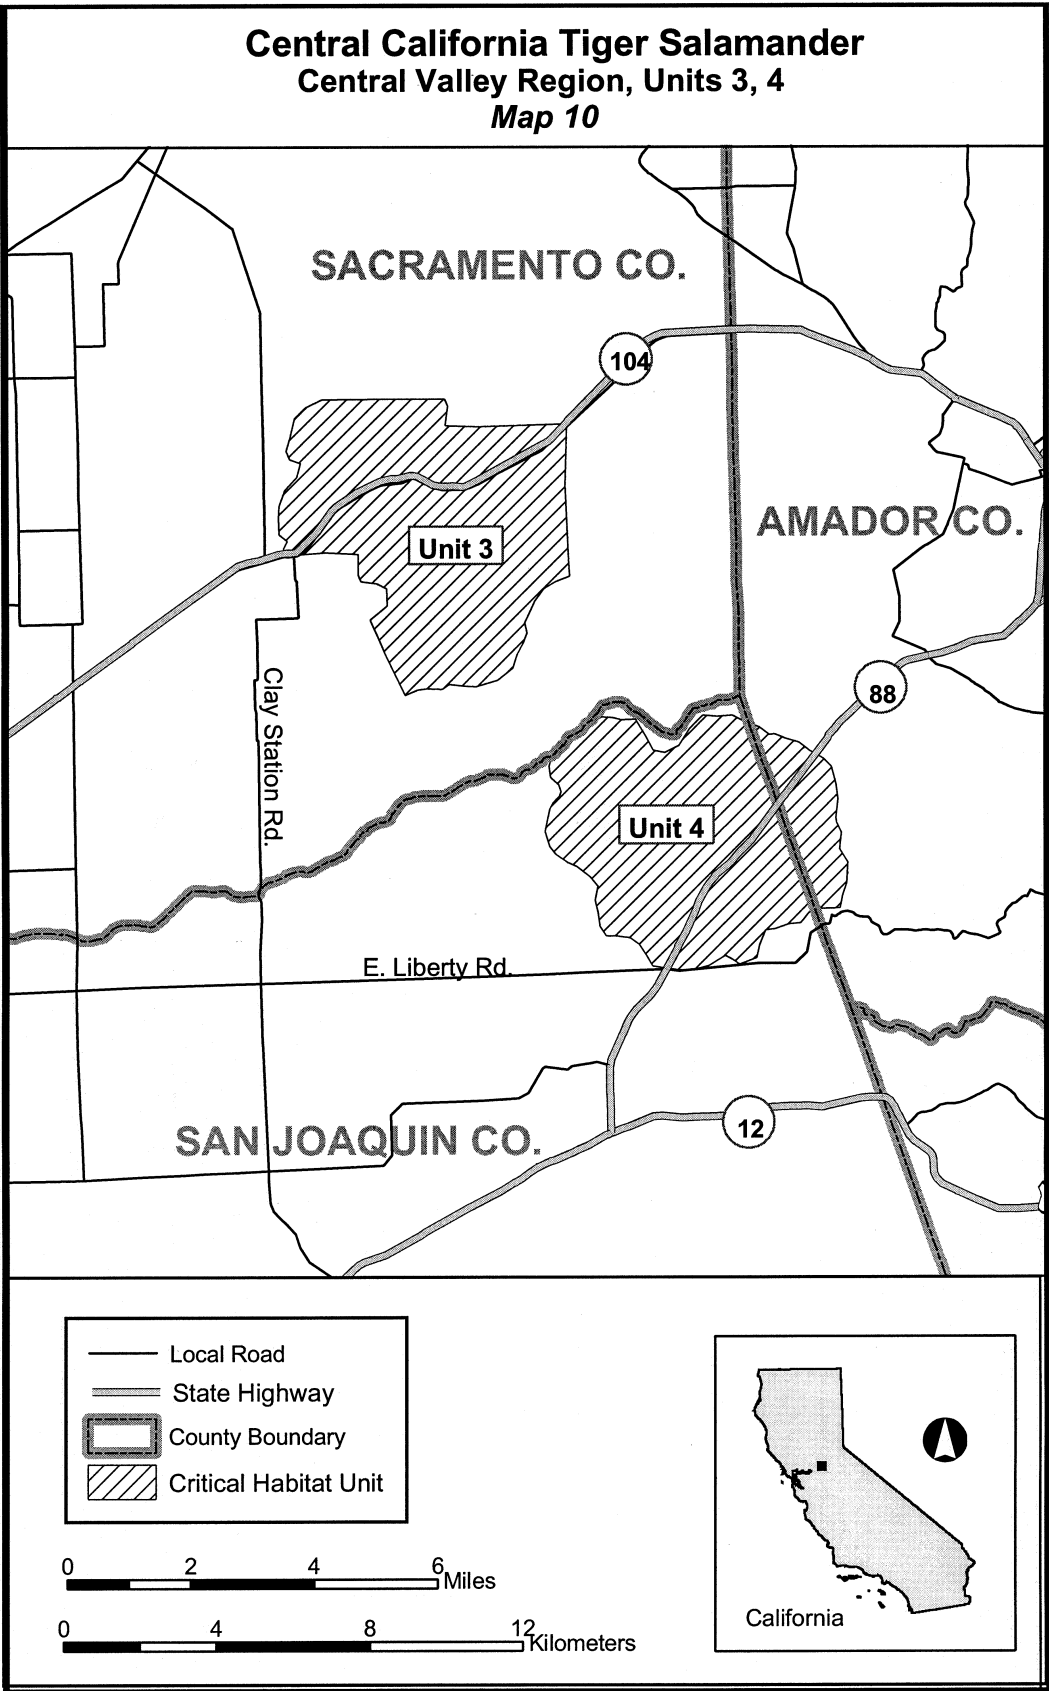 Central California Tiger Salamander
Central Valley Region, Units 3, 4
Map 10
SACRAMENTO CO.
104
AMADOR CO.
Unit 3
Clay Station Rd.
88
Unit 4
E. Liberty Rd.
SAN JOAQUIN CO.
12
Local Road
State Highway
County Boundary
Critical Habitat Unit
0 2 4 6
Miles
0 4 8 12
Kilometers
California